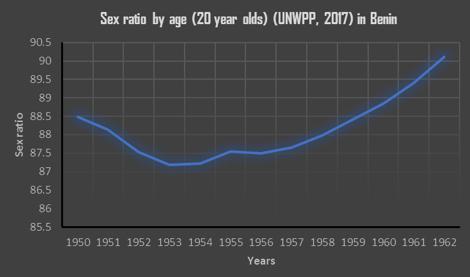 Sex ratio by age (20 year olds) (UNWPP, 2017) in Benin
90.5
90
89.5
89
88.5
88
87.5
87
86.5
86
85.5
Sex ratio
1950 1951 1952 1953 1954 1955 1956 1957 1958 1959 1960 1961 1962
Years